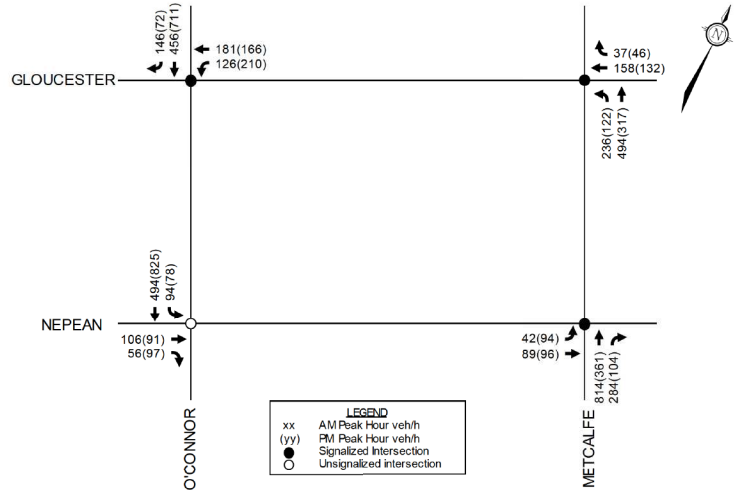 146(72)
456(711)
181(166)
126(210)
N
37(46)
158(132)
GLOUCESTER
236(122)
494(317)
494(825)
94(78)
NEPEAN
106(91)
56(97)
42(94)
89(96)
814(361)
284(104)
O'CONNOR
METCALFE
LEGEND
xx AM Peak Hour veh/h
(yy) PM Peak Hour veh/h
Signalized Intersection
Unsignalized intersection